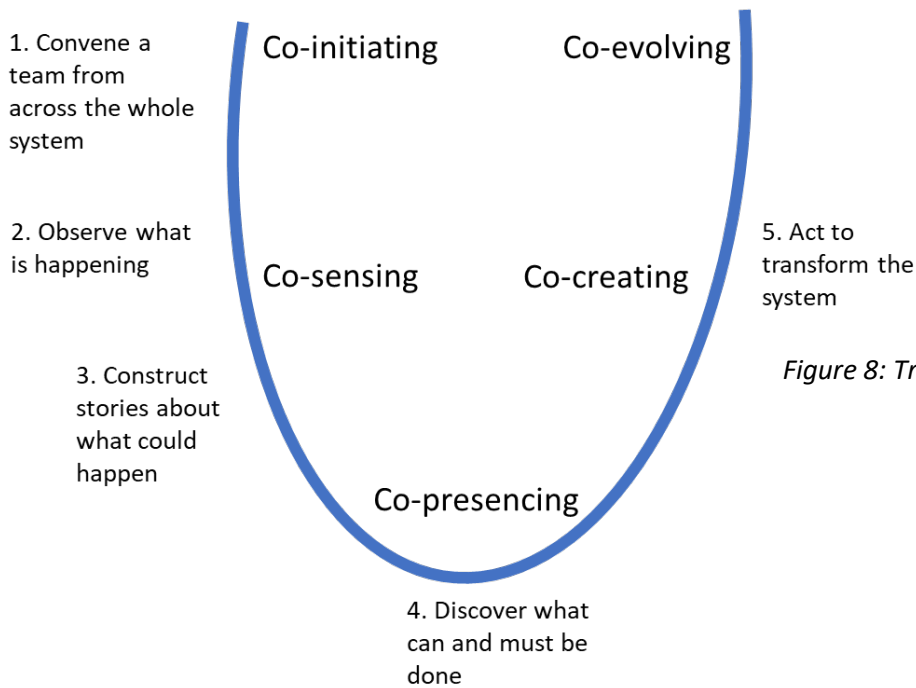 1. Convene a
team from
across the whole
system
Co-initiating
Co-evolving
2. Observe what
is happening
Co-sensing
Co-creating
5. Act to
transform the
system
3. Construct
stories about
what could
happen
Figure 8: Tr
Co-presencing
4. Discover what
can and must be
done